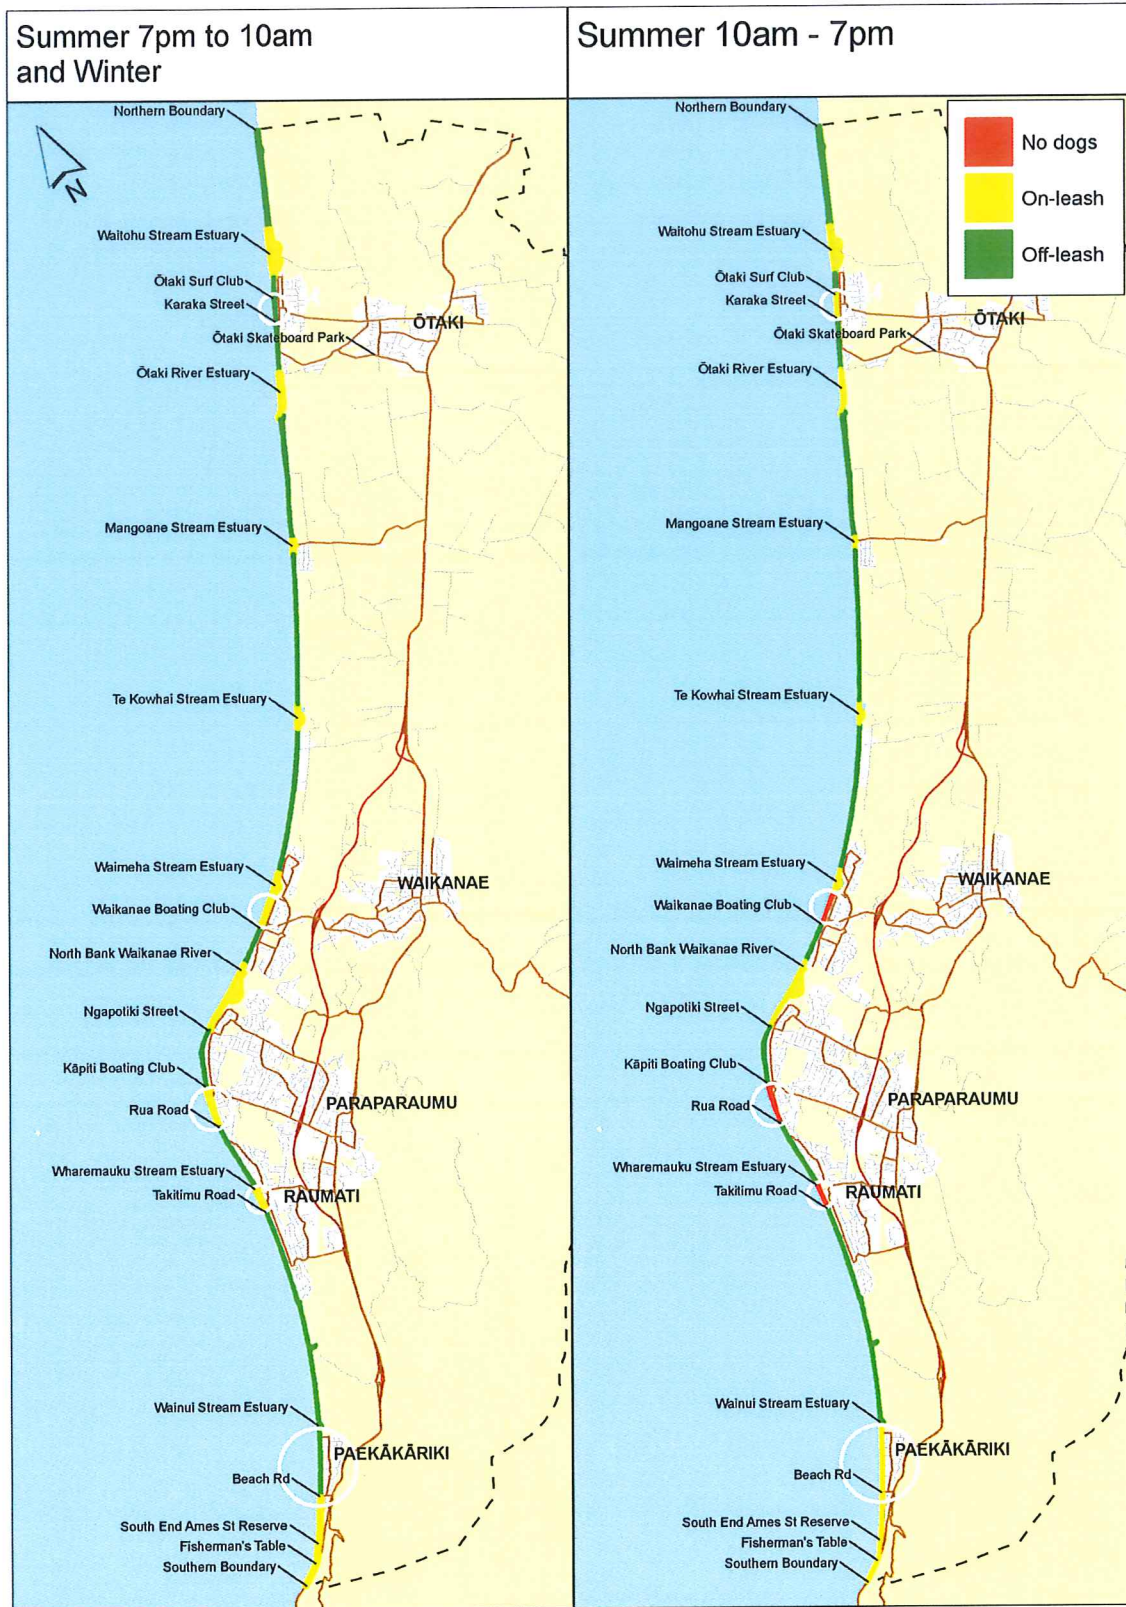 Summer 7pm to 10am
and Winter
Northern Boundary
N
Waitohu Stream Estuary
Ōtaki Surf Club
Karaka Street
ŌTAKI
Ōtaki Skateboard Park
Ōtaki River Estuary
Mangoane Stream Estuary
Te Kowhai Stream Estuary
Waimeha Stream Estuary
WAIKANAE
Waikanae Boating Club
North Bank Waikanae River
Ngapotiki Street
Kāpiti Boating Club
PARAPARAUMU
Rua Road
Wharemauku Stream Estuary
Takitimu Road
RAUMATI
Wainui Stream Estuary
PAEKĀKĀRIKI
Beach Rd
South End Ames St Reserve
Fisherman's Table
Southern Boundary
Summer 10am - 7pm
No dogs
On-leash
Off-leash
Northern Boundary
Waitohu Stream Estuary
Ōtaki Surf Club
Karaka Street
ŌTAKI
Ōtaki Skateboard Park
Ōtaki River Estuary
Mangoane Stream Estuary
Te Kowhai Stream Estuary
Waimeha Stream Estuary
WAIKANAE
Waikanae Boating Club
North Bank Waikanae River
Ngapotiki Street
Kāpiti Boating Club
PARAPARAUMU
Rua Road
Wharemauku Stream Estuary
Takitimu Road
RAUMATI
Wainui Stream Estuary
PAEKĀKĀRIKI
Beach Rd
South End Ames St Reserve
Fisherman's Table
Southern Boundary